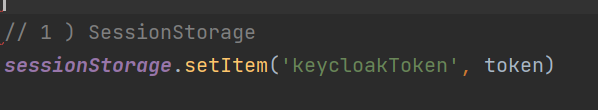 // 1 ) SessionStorage
sessionStorage.setItem('keycloakToken', token)